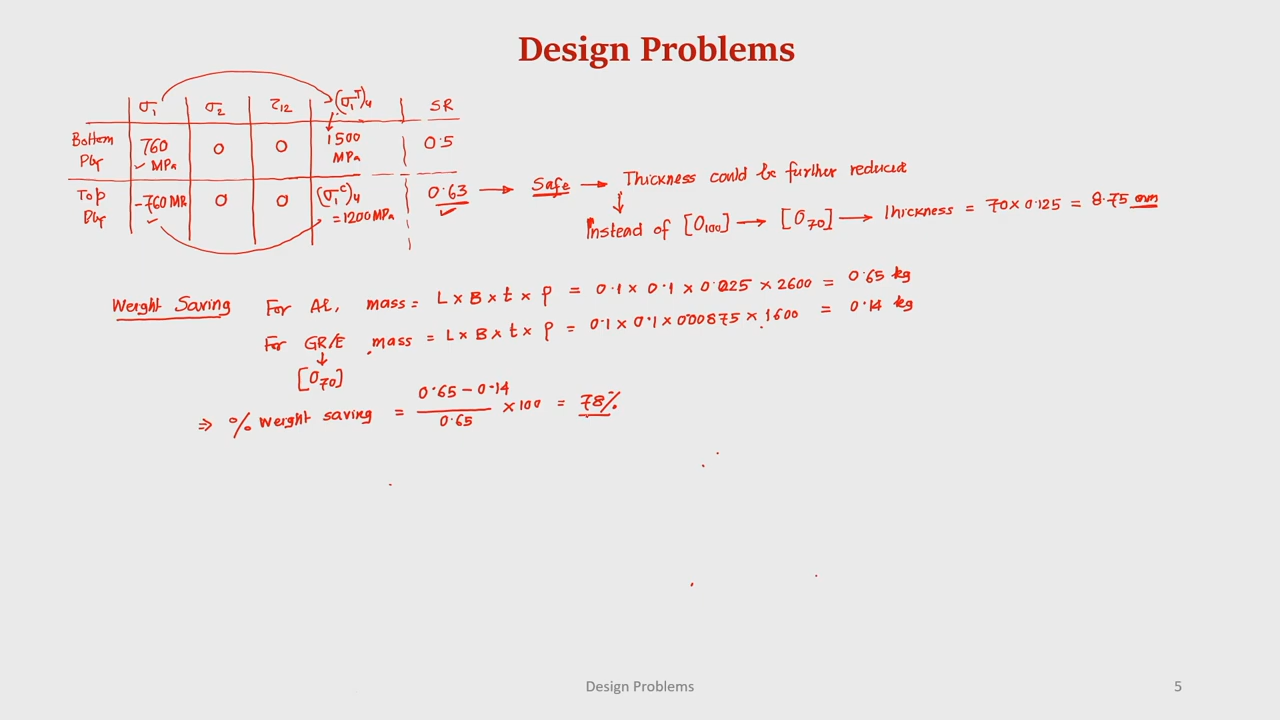 Design Problems
σ₁ σ₂ τ₁₂ (σ₁ᵀ)ᵤ SR
Bottom Ply 760 MPa 0 0 1500 MPa 0.5
Top Ply -760 MPa 0 0 (σ₁ᶜ)ᵤ = 1200 MPa 0.63 → Safe → Thickness could be further reduced
Instead of [0₁₀₀] → [0₇₀] → Thickness = 70 × 0.125 = 8.75 mm
Weight Saving For Al, mass = L × B × t × ρ = 0.1 × 0.1 × 0.025 × 2600 = 0.65 kg
For GR/E mass = L × B × t × ρ = 0.1 × 0.1 × 0.00875 × 1600 = 0.14 kg
[0₇₀]
⇒ % weight saving = 0.65 - 0.14 / 0.65 × 100 = 78%
Design Problems
5